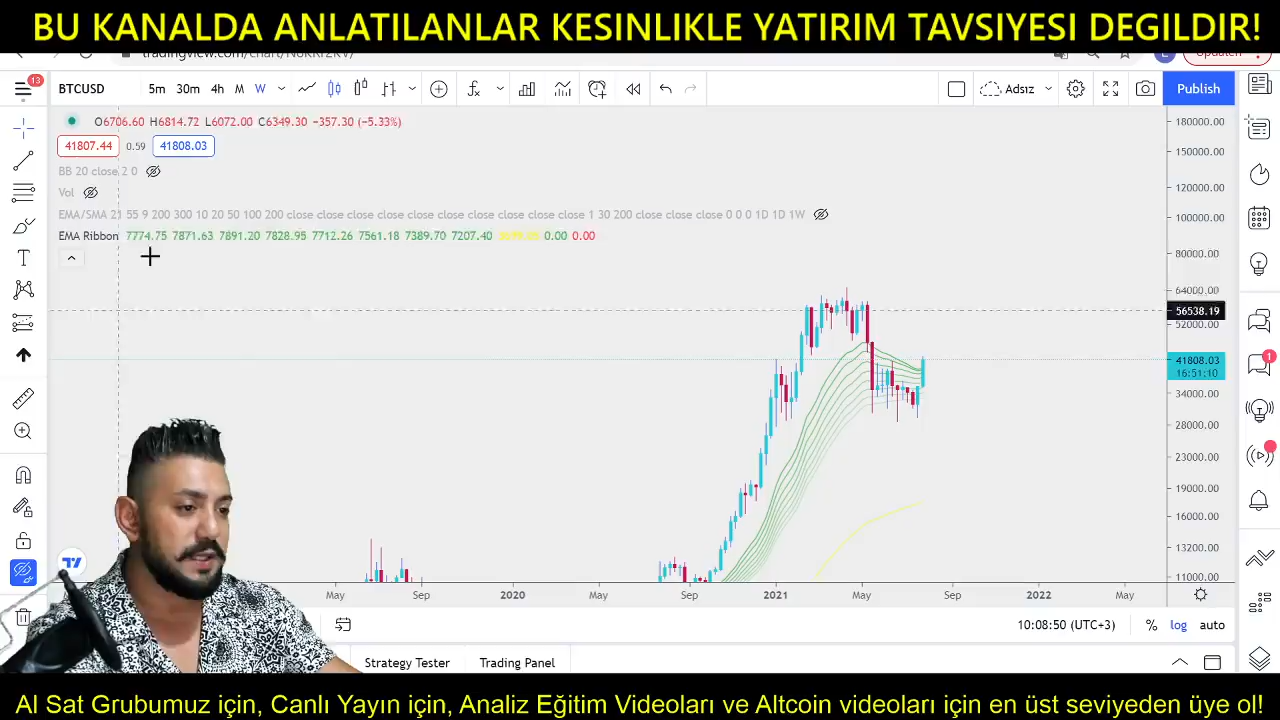 BU KANALDA ANLATILANLAR KESINLIKLE YATIRIM TAVSIYESI DEGILDIR!
13
BTCUSD 5m 30m 4h M W Adsız Publish
O6706.60 H6814.72 L6072.00 C6349.30 −357.30 (−5.33%)
41807.44 0.59 41808.03
BB 20 close 2 0
Vol
EMA/SMA 21 55 9 200 300 10 20 50 100 200 close close close close close close close close close close 1 30 200 close close close 0 0 0 1D 1D 1W
EMA Ribbon 7774.75 7871.63 7891.20 7828.95 7712.26 7561.18 7389.70 7207.40 0.00 0.00
180000.00
150000.00
120000.00
100000.00
80000.00
64000.00
56538.19
52000.00
41808.03
16:51:10
34000.00
28000.00
23000.00
19000.00
16000.00
13200.00
11000.00
1
May Sep 2020 May Sep 2021 May Sep 2022 May
10:08:50 (UTC+3) % log auto
Strategy Tester Trading Panel
Al Sat Grubumuz için, Canlı Yayın için, Analiz Eğitim Videoları ve Altcoin videoları için en üst seviyeden üye ol!